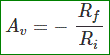 A_v = - \frac{R_f}{R_i}